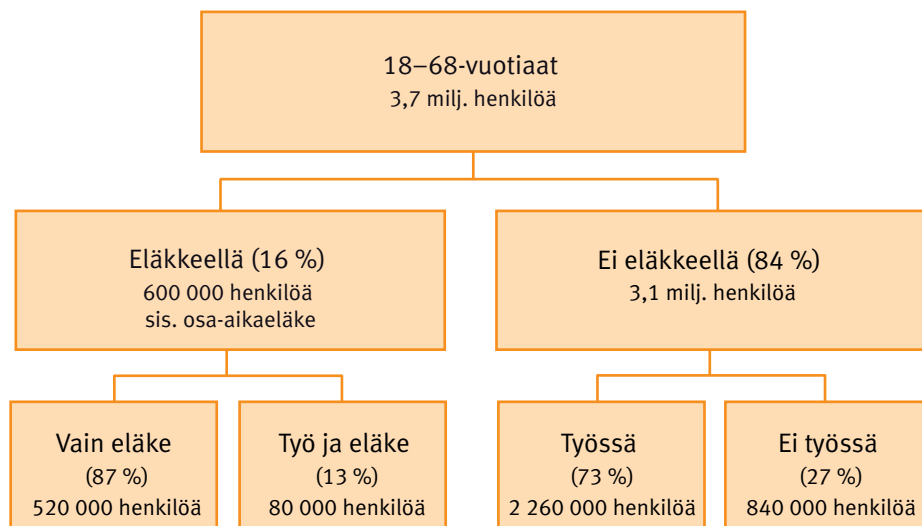 18–68-vuotiaat
3,7 milj. henkilöä
Eläkkeellä (16 %)
600 000 henkilöä
sis. osa-aikaeläke
Ei eläkkeellä (84 %)
3,1 milj. henkilöä
Vain eläke
(87 %)
520 000 henkilöä
Työ ja eläke
(13 %)
80 000 henkilöä
Työssä
(73 %)
2 260 000 henkilöä
Ei työssä
(27 %)
840 000 henkilöä